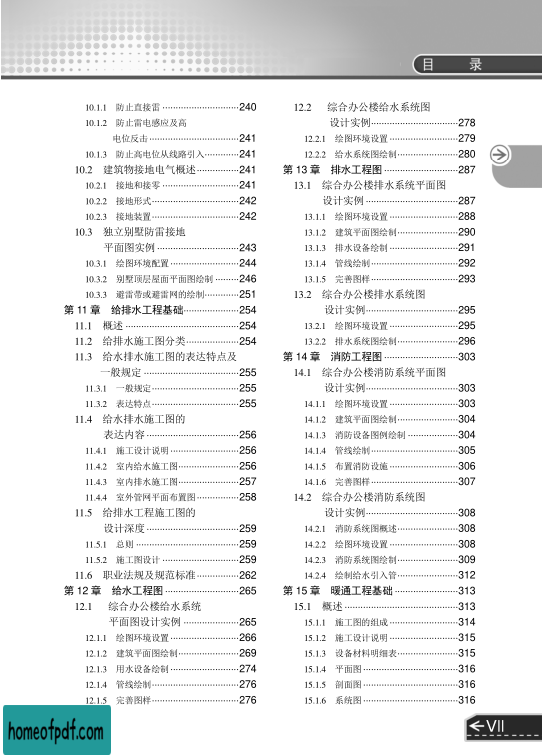 目 录
10.1.1 防止直接雷 ····························· 240
10.1.2 防止雷电感应及高
电位反击 ·································· 241
10.1.3 防止高电位从线路引入 ············· 241
10.2 建筑物接地电气概述 ··············· 241
10.2.1 接地和接零 ····························· 241
10.2.2 接地形式 ································ 242
10.2.3 接地装置 ································ 242
10.3 独立别墅防雷接地
平面图实例 ······························· 243
10.3.1 绘图环境配置 ·························· 244
10.3.2 别墅顶层屋面平面图绘制 ········· 246
10.3.3 避雷带或避雷网的绘制 ············· 251
第 11 章 给排水工程基础 ····················· 254
11.1 概述 ········································ 254
11.2 给排水施工图分类 ···················· 254
11.3 给水排水施工图的表达特点及
一般规定 ·································· 255
11.3.1 一般规定 ································ 255
11.3.2 表达特点 ································ 255
11.4 给水排水施工图的
表达内容 ·································· 256
11.4.1 施工设计说明 ·························· 256
11.4.2 室内给水施工图 ······················· 256
11.4.3 室内排水施工图 ······················· 257
11.4.4 室外管网平面布置图 ················ 258
11.5 给排水工程施工图的
设计深度 ·································· 259
11.5.1 总则 ······································· 259
11.5.2 施工图设计 ····························· 259
11.6 职业法规及规范标准 ················ 262
第 12 章 给水工程图 ···························· 265
12.1 综合办公楼给水系统
平面图设计实例 ······················ 265
12.1.1 绘图环境设置 ·························· 266
12.1.2 建筑平面图绘制 ······················· 269
12.1.3 用水设备绘制 ·························· 274
12.1.4 管线绘制 ································ 276
12.1.5 完善图样 ································ 276
12.2 综合办公楼给水系统图
设计实例 ·································· 278
12.2.1 绘图环境设置 ·························· 279
12.2.2 给水系统图绘制 ······················· 280
第 13 章 排水工程图 ···························· 287
13.1 综合办公楼排水系统平面图
设计实例 ·································· 287
13.1.1 绘图环境设置 ·························· 288
13.1.2 建筑平面图绘制 ······················· 290
13.1.3 排水设备绘制 ·························· 291
13.1.4 管线绘制 ································ 292
13.1.5 完善图样 ································ 293
13.2 综合办公楼排水系统图
设计实例 ·································· 295
13.2.1 绘图环境设置 ·························· 295
13.2.2 排水系统图绘制 ······················· 296
第 14 章 消防工程图 ···························· 303
14.1 综合办公楼消防系统平面图
设计实例 ·································· 303
14.1.1 绘图环境设置 ·························· 303
14.1.2 建筑平面图绘制 ······················· 304
14.1.3 消防设备图例绘制 ··················· 304
14.1.4 管线绘制 ································ 305
14.1.5 布置消防设施 ·························· 306
14.1.6 完善图样 ································ 307
14.2 综合办公楼消防系统图
设计实例 ·································· 308
14.2.1 消防系统图概述 ······················· 308
14.2.2 绘图环境设置 ·························· 308
14.2.3 消防系统图绘制 ······················· 309
14.2.4 绘制给水引入管 ······················· 312
第 15 章 暖通工程基础 ························ 313
15.1 概述 ········································ 313
15.1.1 施工图的组成 ·························· 314
15.1.2 施工设计说明 ·························· 315
15.1.3 设备材料明细表 ······················· 315
15.1.4 平面图 ···································· 316
15.1.5 剖面图 ···································· 316
15.1.6 系统图 ···································· 316
VII
homeofpdf.com